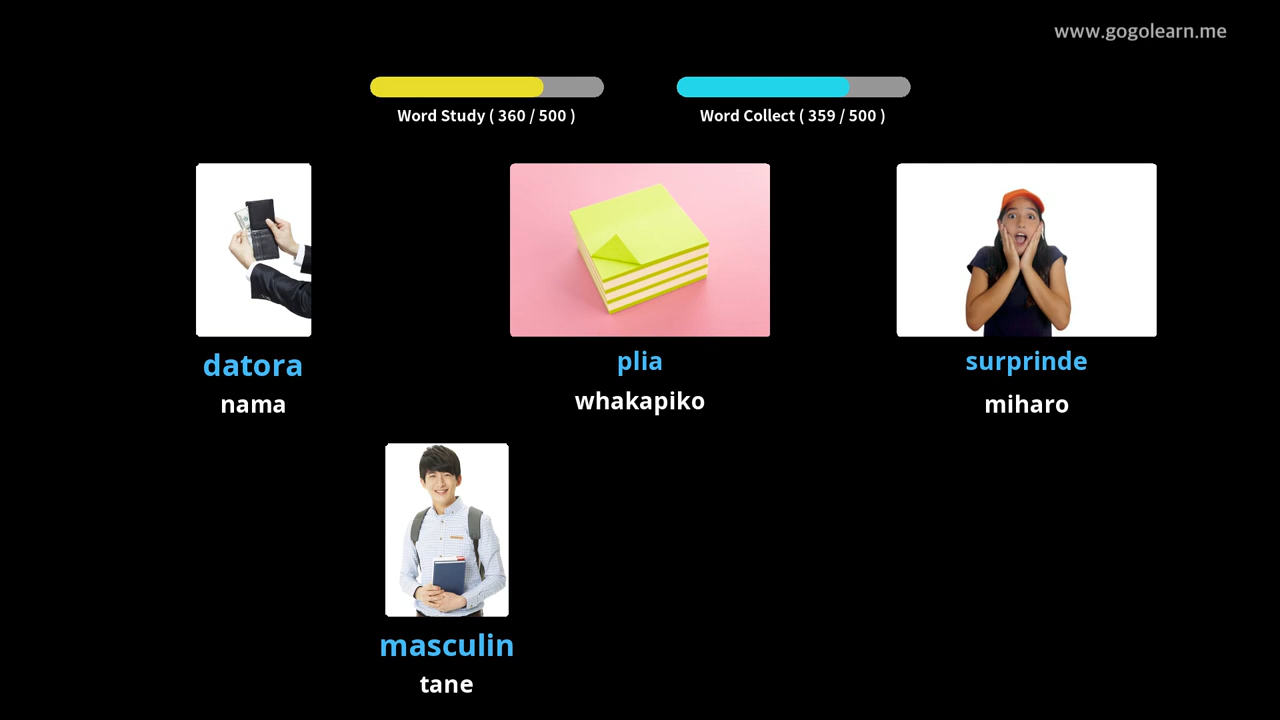 www.gogolearn.me
Word Study ( 360 / 500 )
Word Collect ( 359 / 500 )
datora
nama
plia
whakapiko
surprinde
miharo
masculin
tane